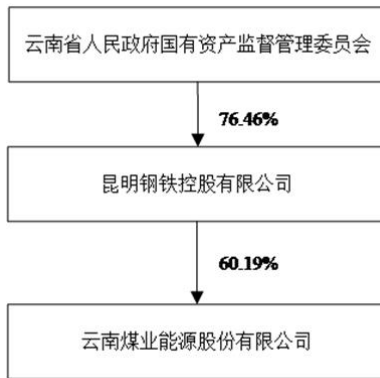 云南省人民政府国有资产监督管理委员会
76.46%
昆明钢铁控股有限公司
60.19%
云南煤业能源股份有限公司